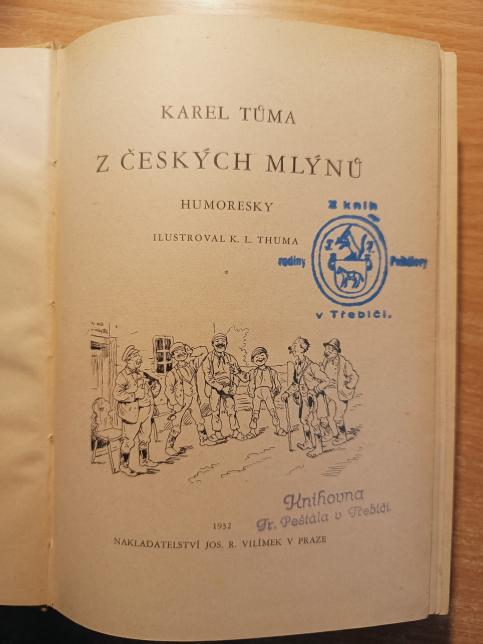 KAREL TŮMA
Z ČESKÝCH MLÝNŮ
HUMORESKY
ILUSTROVAL K. L. THUMA
Z knih
rodiny
v Třebíči.
Knihovna
Fr. Peštála v Třebíči.
1932
NAKLADATELSTVÍ JOS. R. VILÍMEK V PRAZE